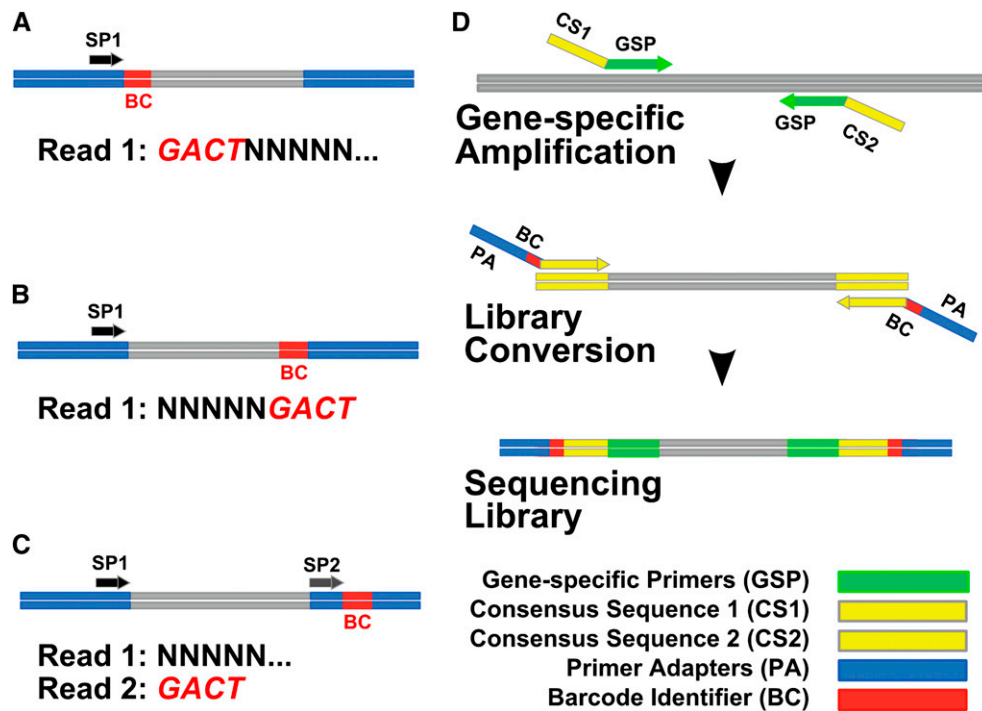 A
SP1
BC
Read 1: GACTNNNNN...
B
SP1
BC
Read 1: NNNNNGACT
C
SP1
SP2
BC
Read 1: NNNNN...
Read 2: GACT
D
CS1
GSP
GSP
CS2
Gene-specific
Amplification
BC
PA
PA
BC
Library
Conversion
Sequencing
Library
Gene-specific Primers (GSP)
Consensus Sequence 1 (CS1)
Consensus Sequence 2 (CS2)
Primer Adapters (PA)
Barcode Identifier (BC)